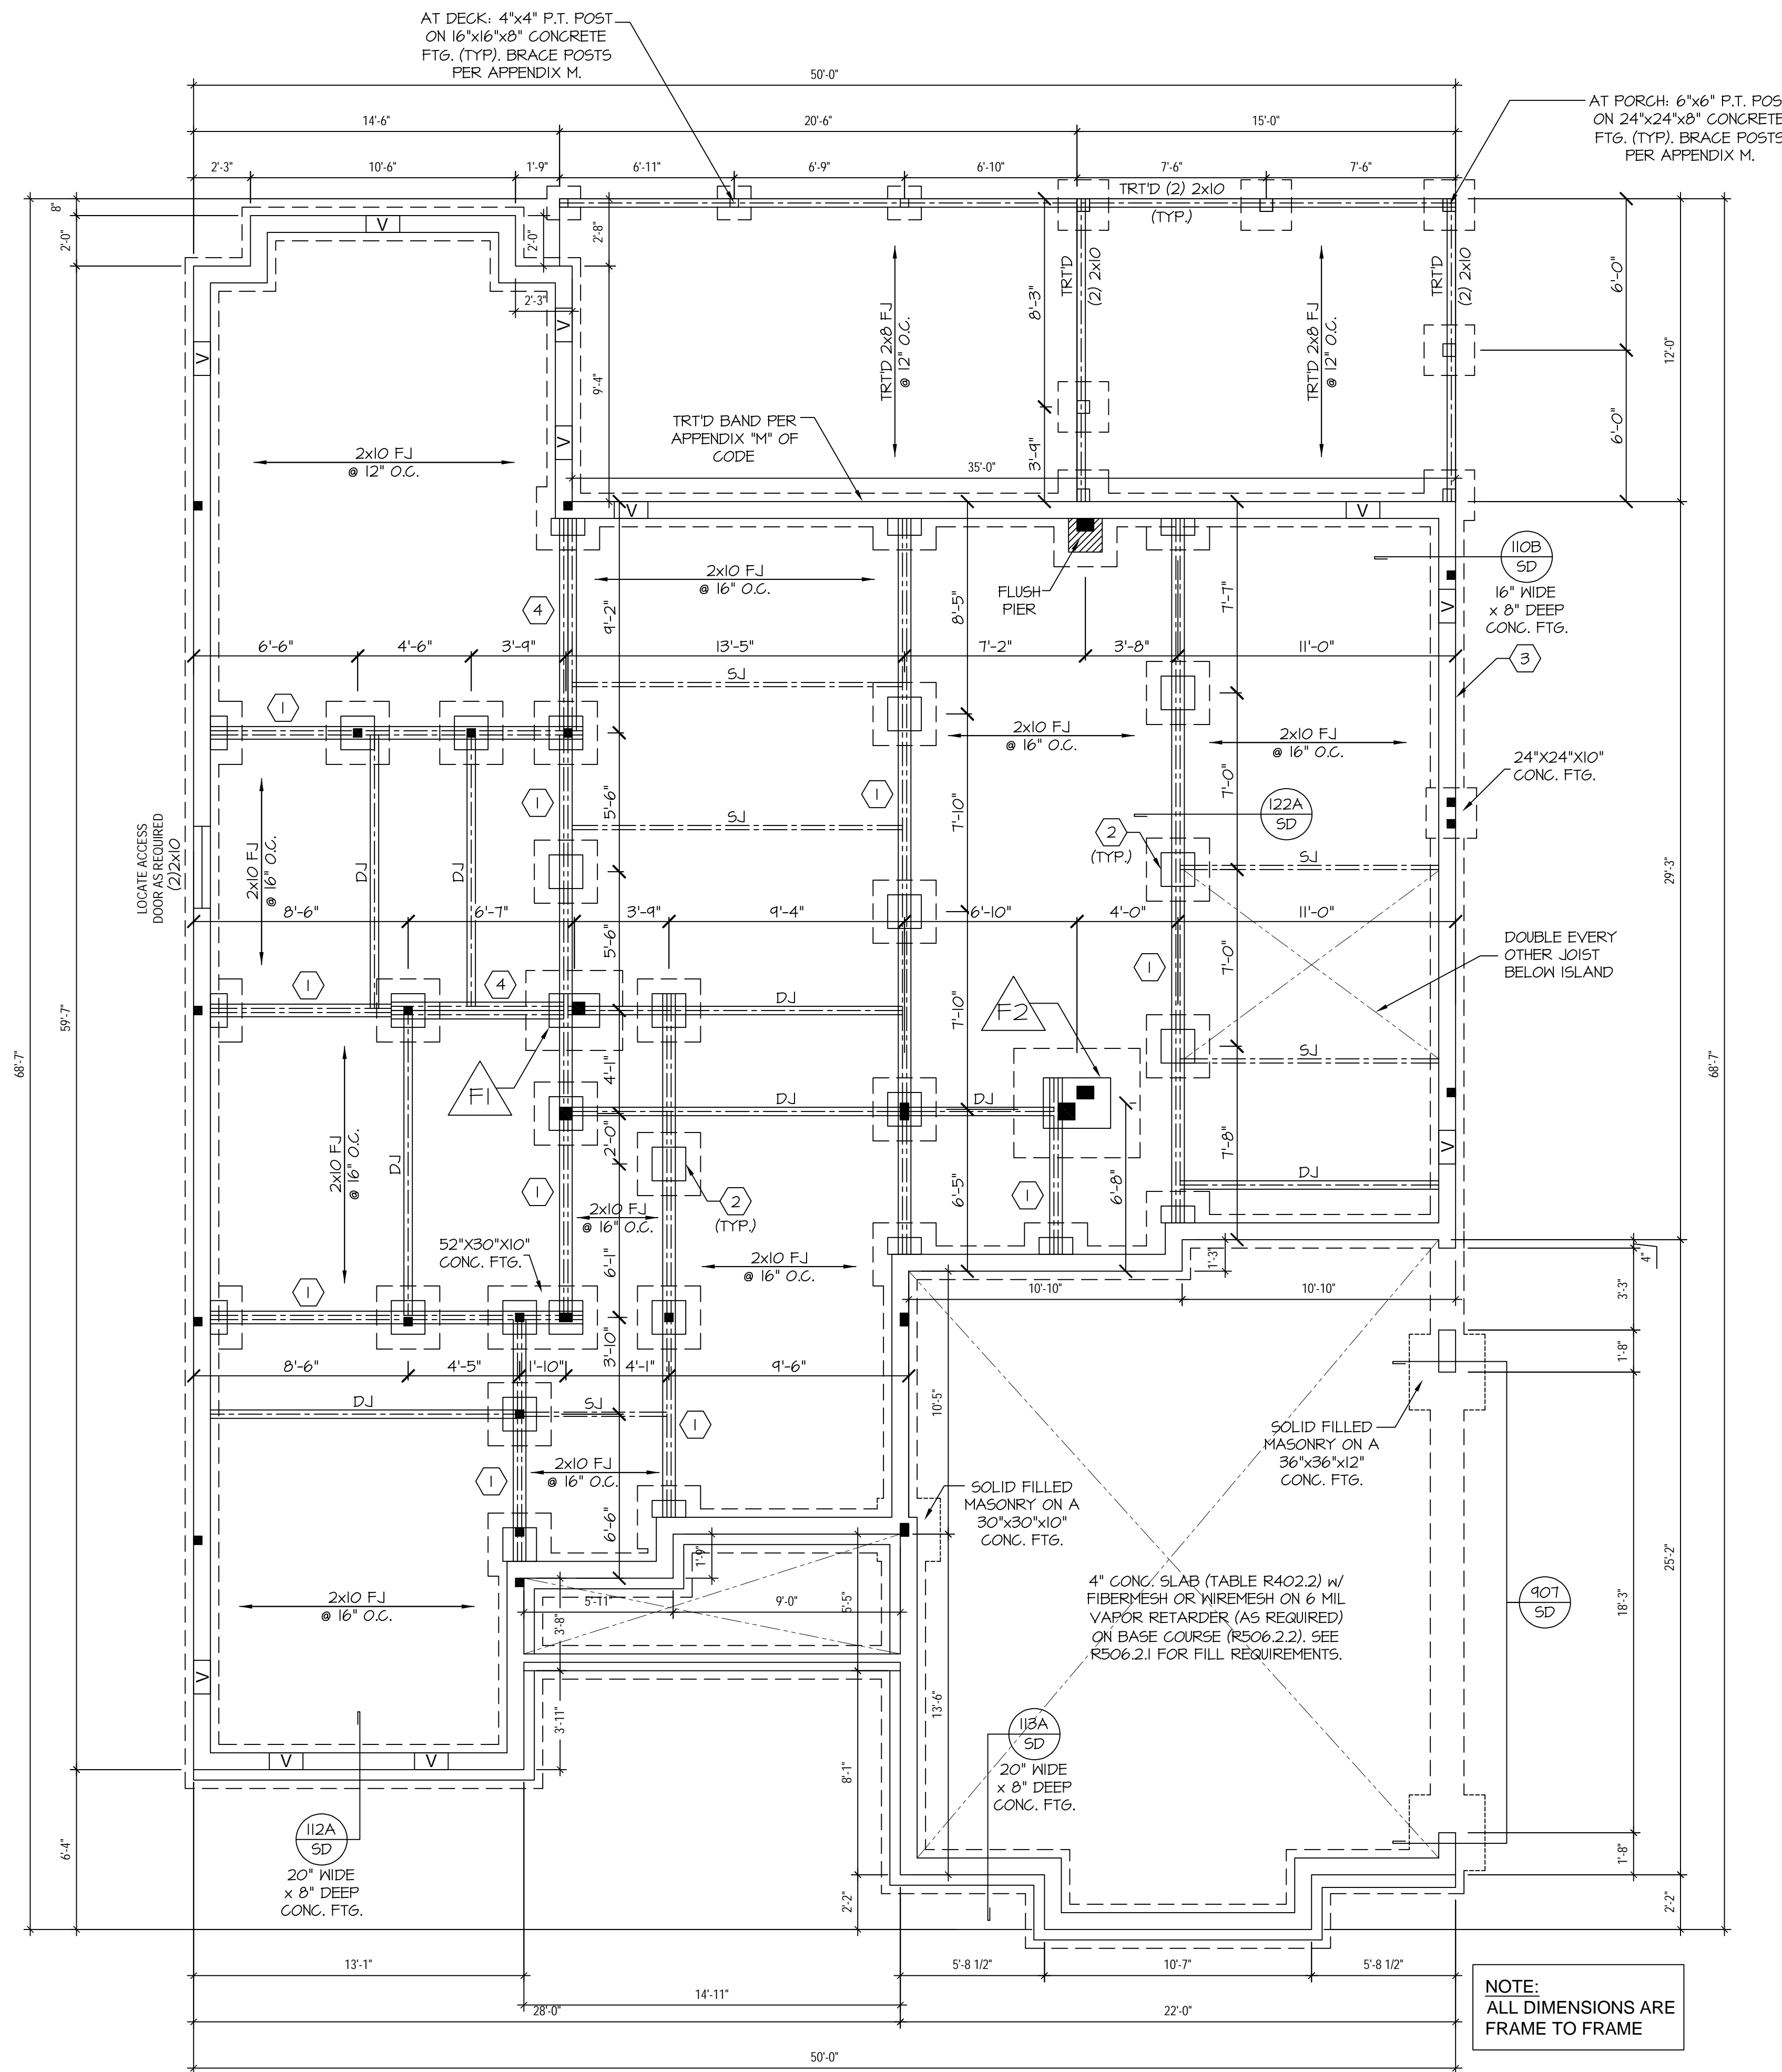 AT DECK: 4"x4" P.T. POST
ON 16"x16"x8" CONCRETE
FTG. (TYP). BRACE POSTS
PER APPENDIX M.
50'-0"
AT PORCH: 6"x6" P.T. POS
ON 24"x24"x8" CONCRETE
FTG. (TYP). BRACE POSTS
PER APPENDIX M.
14'-6"
20'-6"
15'-0"
2'-3"
10'-6"
1'-9"
6'-11"
6'-9"
6'-10"
7'-6"
7'-6"
TRT'D (2) 2x10
(TYP.)
8"
2'-0"
V
2'-0"
2'-8"
TRT'D
(2) 2x10
TRT'D
(2) 2x10
6'-0"
2'-3"
8'-3"
V
V
TRT'D 2x8 FJ
@ 12" O.C.
TRT'D 2x8 FJ
@ 12" O.C.
12'-0"
9'-4"
6'-0"
TRT'D BAND PER
APPENDIX "M" OF
CODE
V
2x10 FJ
@ 12" O.C.
3'-9"
35'-0"
V
V
110B
SD
16" WIDE
x 8" DEEP
CONC. FTG.
2x10 FJ
@ 16" O.C.
FLUSH
PIER
4
9'-2"
8'-5"
7'-7"
V
6'-6"
4'-6"
3'-9"
13'-5"
7'-2"
3'-8"
11'-0"
3
SJ
1
2x10 FJ
@ 16" O.C.
2x10 FJ
@ 16" O.C.
24"X24"X10"
CONC. FTG.
1
5'-6"
1
7'-10"
7'-0"
122A
SD
2
(TYP.)
SJ
LOCATE ACCESS
DOOR AS REQUIRED
(2)2x10
2x10 FJ
@ 16" O.C.
DJ
DJ
SJ
29'-3"
8'-6"
6'-7"
3'-9"
9'-4"
6'-10"
4'-0"
11'-0"
5'-6"
7'-0"
DOUBLE EVERY
OTHER JOIST
BELOW ISLAND
1
1
4
DJ
7'-10"
F2
59'-7"
68'-7"
68'-7"
SJ
F1
4'-1"
DJ
DJ
2'-0"
V
2x10 FJ
@ 16" O.C.
DJ
1
2
(TYP.)
6'-5"
1
6'-8"
7'-8"
DJ
2x10 FJ
@ 16" O.C.
52"X30"X10"
CONC. FTG.
6'-1"
2x10 FJ
@ 16" O.C.
1'-3"
4"
1
10'-10"
10'-10"
3'-3"
3'-10"
1'-8"
8'-6"
4'-5"
1'-10"
4'-1"
9'-6"
DJ
SJ
1
10'-5"
SOLID FILLED
MASONRY ON A
36"x36"x12"
CONC. FTG.
2x10 FJ
@ 16" O.C.
1
SOLID FILLED
MASONRY ON A
30"x30"x10"
CONC. FTG.
6'-6"
1'-9"
25'-2"
4" CONC. SLAB (TABLE R402.2) W/
FIBERMESH OR WIREMESH ON 6 MIL
VAPOR RETARDER (AS REQUIRED)
ON BASE COURSE (R506.2.2). SEE
R506.2.1 FOR FILL REQUIREMENTS.
2x10 FJ
@ 16" O.C.
5'-11"
9'-0"
3'-8"
5'-5"
907
SD
18'-3"
V
3'-11"
13'-6"
113A
SD
20" WIDE
x 8" DEEP
CONC. FTG.
V
V
8'-1"
112A
SD
20" WIDE
x 8" DEEP
CONC. FTG.
6'-4"
1'-8"
2'-2"
2'-2"
13'-1"
5'-8 1/2"
10'-7"
5'-8 1/2"
14'-11"
28'-0"
22'-0"
NOTE:
ALL DIMENSIONS ARE
FRAME TO FRAME
50'-0"